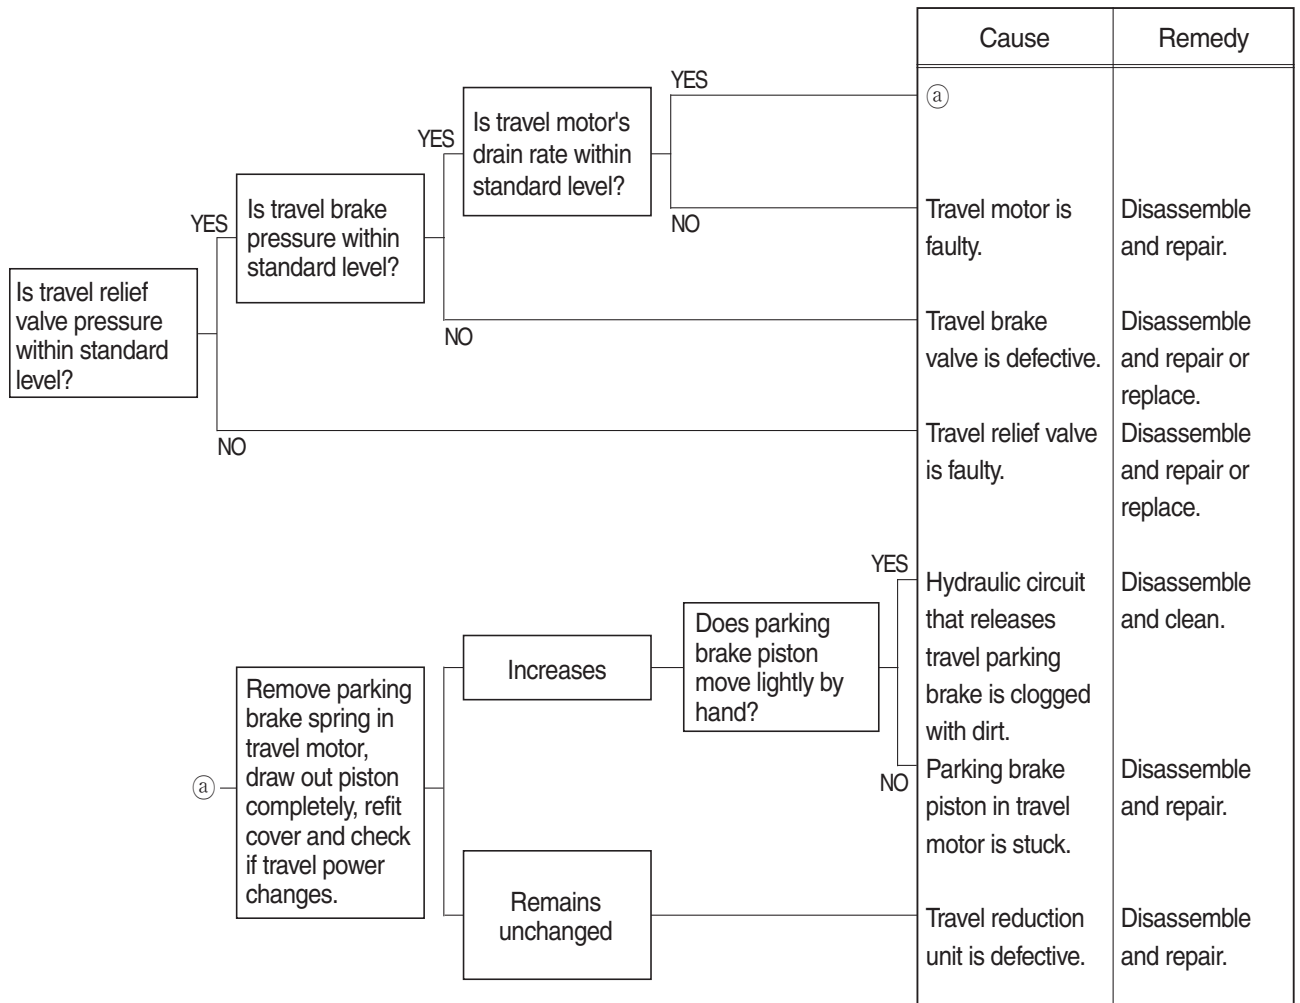 Cause
Remedy
YES
ⓐ
Is travel motor's
drain rate within
standard level?
YES
NO
Travel motor is
faulty.
Disassemble
and repair.
Is travel brake
pressure within
standard level?
YES
NO
Travel brake
valve is defective.
Disassemble
and repair or
replace.
Is travel relief
valve pressure
within standard
level?
NO
Travel relief valve
is faulty.
Disassemble
and repair or
replace.
ⓐ
Remove parking
brake spring in
travel motor,
draw out piston
completely, refit
cover and check
if travel power
changes.
Increases
Does parking
brake piston
move lightly by
hand?
YES
Hydraulic circuit
that releases
travel parking
brake is clogged
with dirt.
Disassemble
and clean.
NO
Parking brake
piston in travel
motor is stuck.
Disassemble
and repair.
Remains
unchanged
Travel reduction
unit is defective.
Disassemble
and repair.